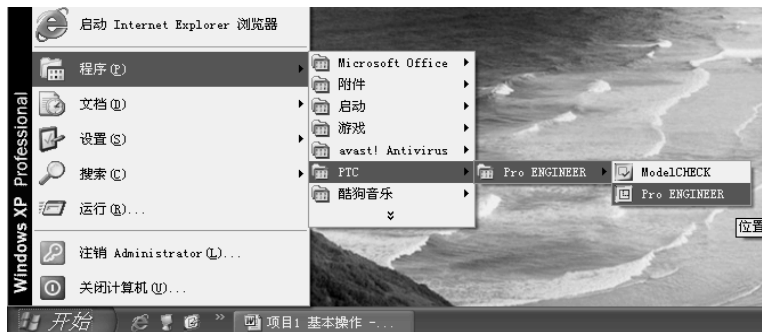 启动 Internet Explorer 浏览器
程序(P)
文档(D)
设置(S)
搜索(C)
运行(R)...
注销 Administrator(L)...
关闭计算机(U)...
Windows XP Professional
Microsoft Office
附件
启动
游戏
avast! Antivirus
PTC
酷狗音乐
Pro ENGINEER
ModelCHECK
Pro ENGINEER
位置
开始
项目1 基本操作 -...